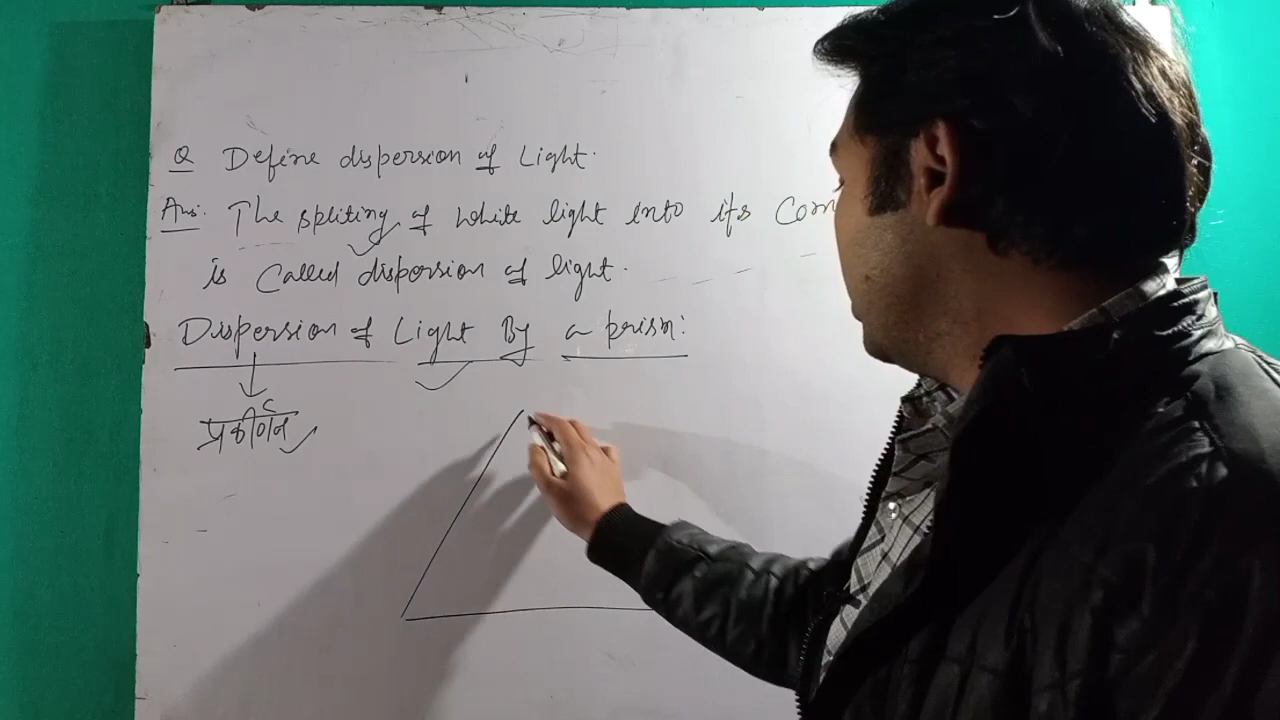 Q Define dispersion of Light.
Ans: The spliting of white light into its Com
is Called dispersion of light.
Dispersion of Light By a prism:
प्रकीर्णन